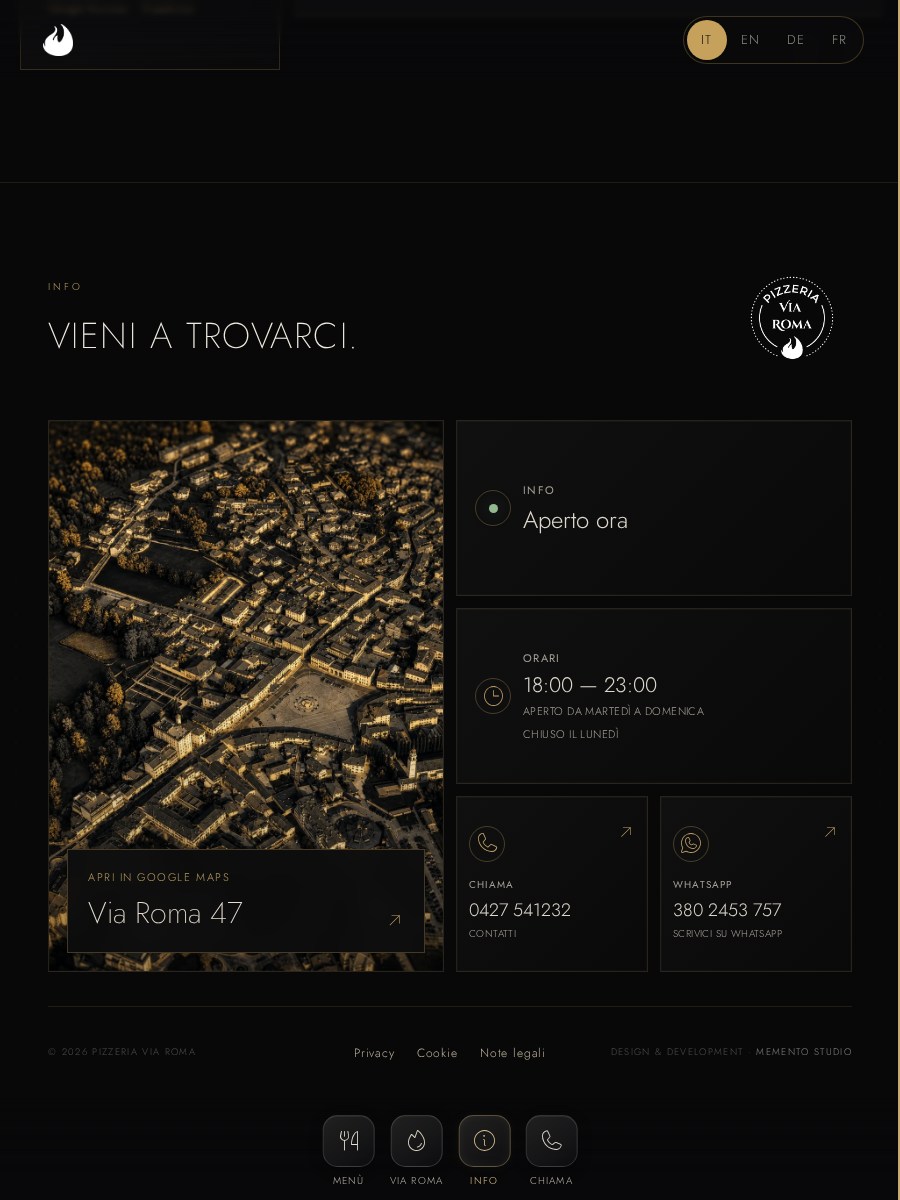 IT EN DE FR
INFO
VIENI A TROVARCI.
PIZZERIA
VIA
ROMA
INFO
Aperto ora
ORARI
18:00 — 23:00
APERTO DA MARTEDÌ A DOMENICA
CHIUSO IL LUNEDÌ
APRI IN GOOGLE MAPS
Via Roma 47
CHIAMA
0427 541232
CONTATTI
WHATSAPP
380 2453 757
SCRIVICI SU WHATSAPP
© 2026 PIZZERIA VIA ROMA
Privacy Cookie Note legali
DESIGN & DEVELOPMENT · MEMENTO STUDIO
MENÙ VIA ROMA INFO CHIAMA